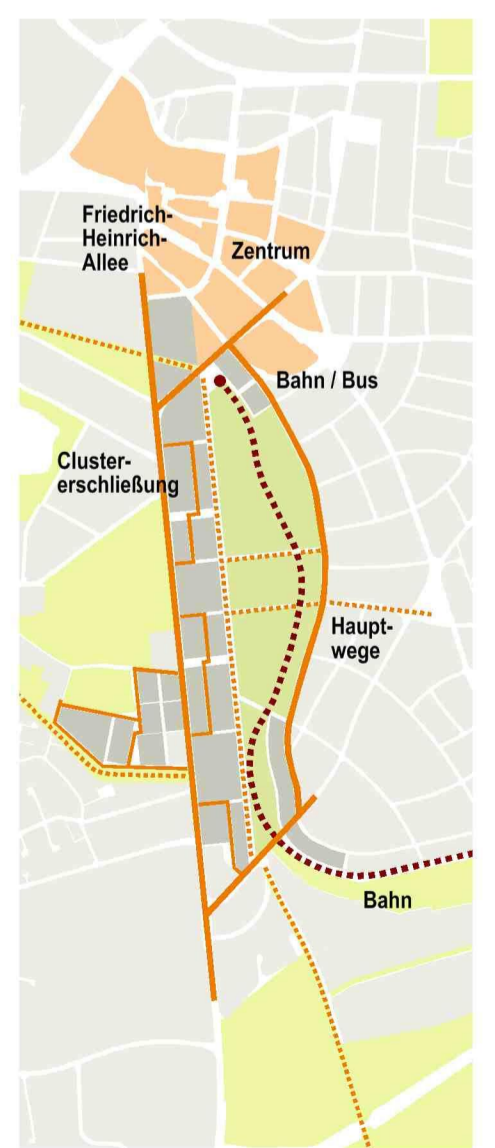 Friedrich-
Heinrich-
Allee
Zentrum
Bahn / Bus
Cluster-
erschließung
Haupt-
wege
Bahn